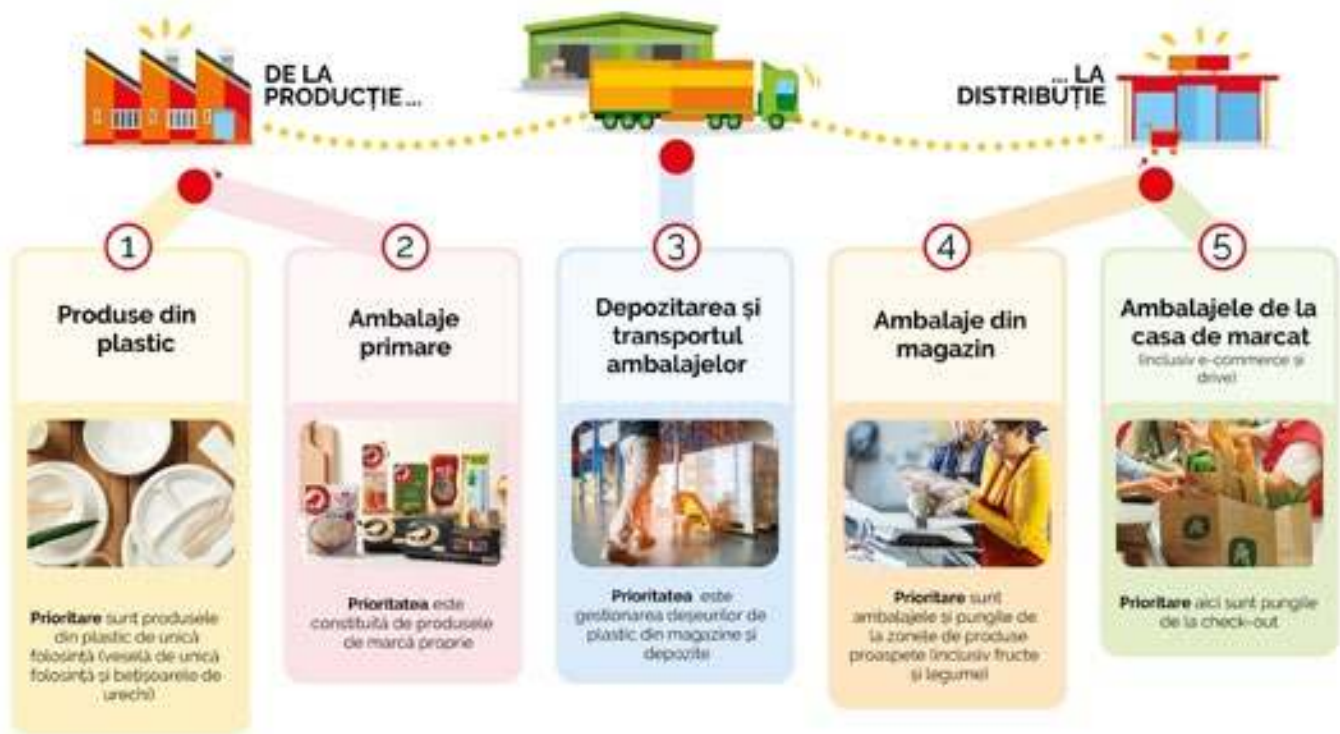 DE LA
PRODUCȚIE...
... LA
DISTRIBUȚIE
1
Produse din
plastic
Prioritare sunt produsele
din plastic de unică
folosință (veselă de unică
folosință și bețișoarele de
urechi)
2
Ambalaje
primare
Prioritatea este
constituită de produsele
de marcă proprie
3
Depozitarea și
transportul
ambalajelor
Prioritatea este
gestionarea deșeurilor de
plastic din magazine și
depozite
4
Ambalaje din
magazin
Prioritare sunt
ambalajele și pungile de
la zonele de produse
proaspete (inclusiv fructe
și legume)
5
Ambalajele de la
casa de marcat
(inclusiv e-commerce și
drive)
Prioritare aici sunt pungile
de la check-out